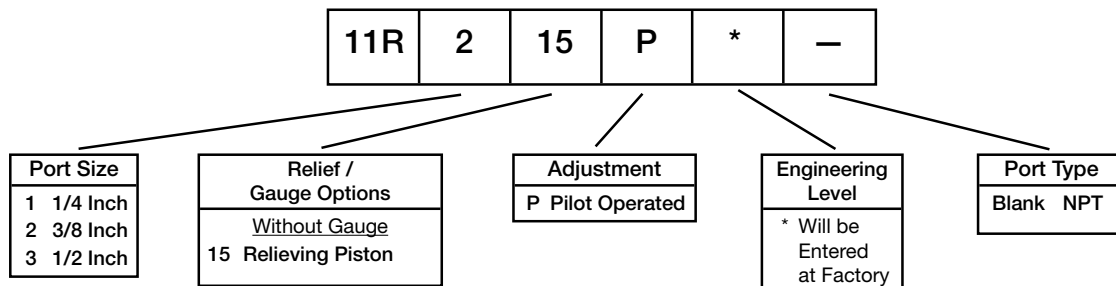 11R 2 15 P * —
Port Size
1 1/4 Inch
2 3/8 Inch
3 1/2 Inch
Relief /
Gauge Options
Without Gauge
15 Relieving Piston
Adjustment
P Pilot Operated
Engineering
Level
* Will be
Entered
at Factory
Port Type
Blank NPT